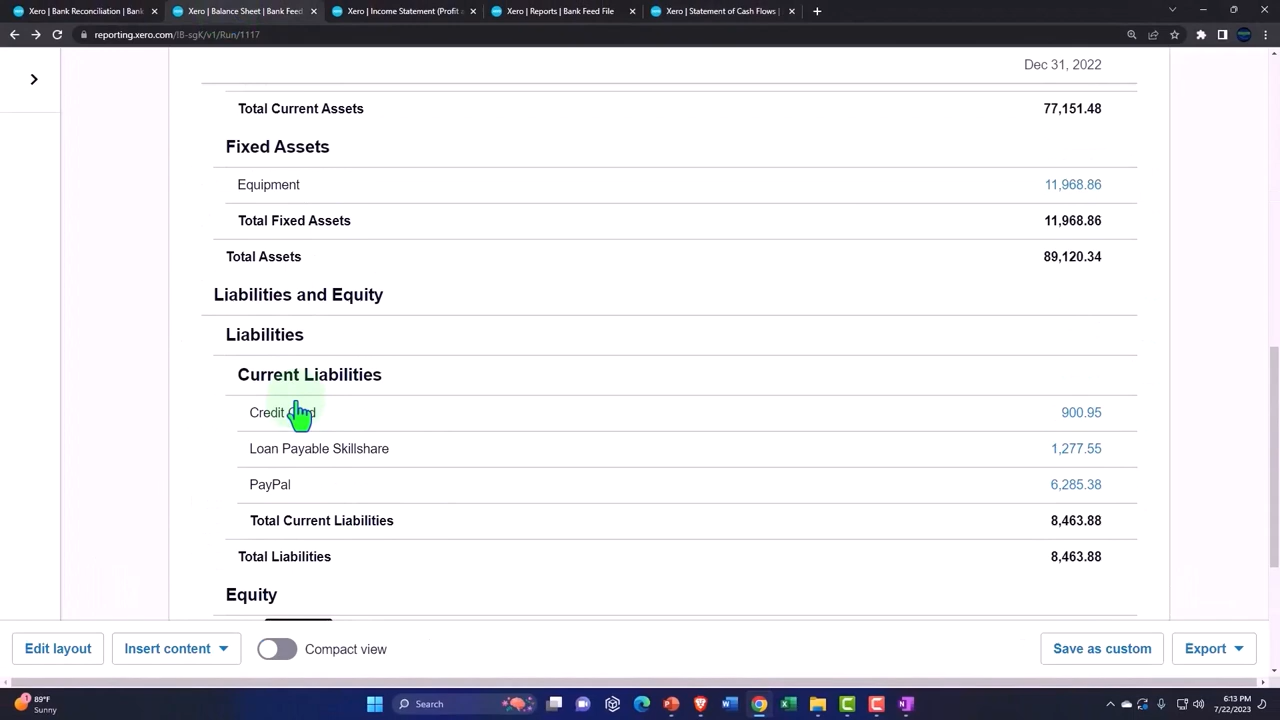 Xero | Bank Reconciliation | Bank
Xero | Balance Sheet | Bank Feed
Xero | Income Statement (Profit a
Xero | Reports | Bank Feed File
Xero | Statement of Cash Flows |
reporting.xero.com/!B-sgK/v1/Run/1117
Dec 31, 2022
Total Current Assets 77,151.48
Fixed Assets
Equipment 11,968.86
Total Fixed Assets 11,968.86
Total Assets 89,120.34
Liabilities and Equity
Liabilities
Current Liabilities
Credit Card 900.95
Loan Payable Skillshare 1,277.55
PayPal 6,285.38
Total Current Liabilities 8,463.88
Total Liabilities 8,463.88
Equity
Edit layout Insert content Compact view Save as custom Export
89°F
Sunny
Search
6:13 PM
7/22/2023